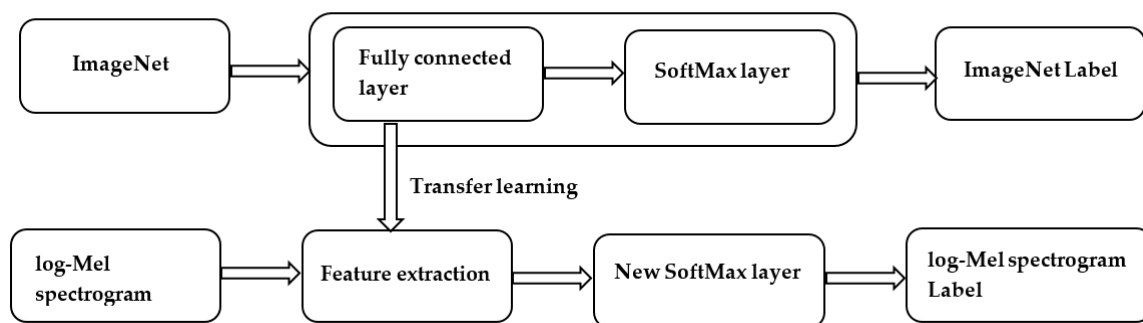 ImageNet
Fully connected
layer
SoftMax layer
ImageNet Label
Transfer learning
log-Mel
spectrogram
Feature extraction
New SoftMax layer
log-Mel spectrogram
Label